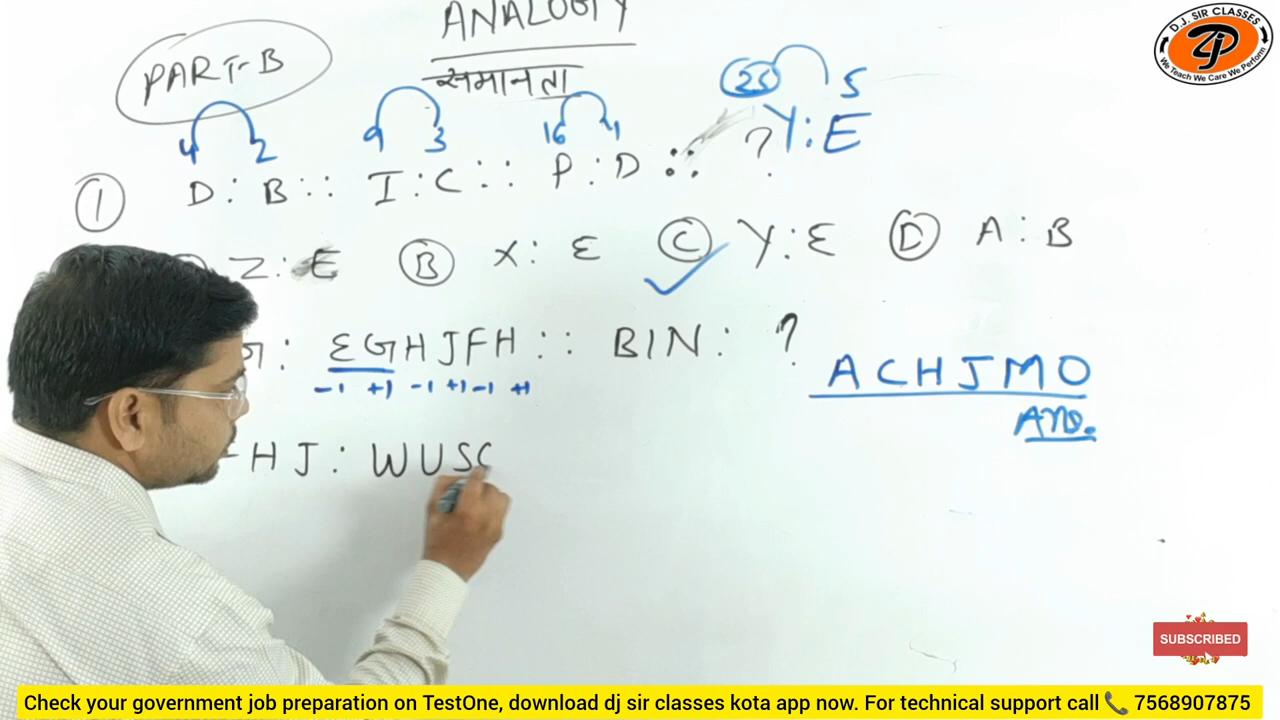 ANALOGY
PART-B
समानता
25 5
Y:E
4 2 9 3 16 4
① D:B :: I:C :: P:D :: ?
Z:E Ⓑ X:E Ⓒ Y:E Ⓓ A:B
G: EGHJFH :: BIN: ?
-1 +1 -1 +1 -1 +1
ACHJMO
Ans.
HJ: WUS
D.J. SIR CLASSES
We Teach We Care We Perform
SUBSCRIBED
Check your government job preparation on TestOne, download dj sir classes kota app now. For technical support call 📞 7568907875